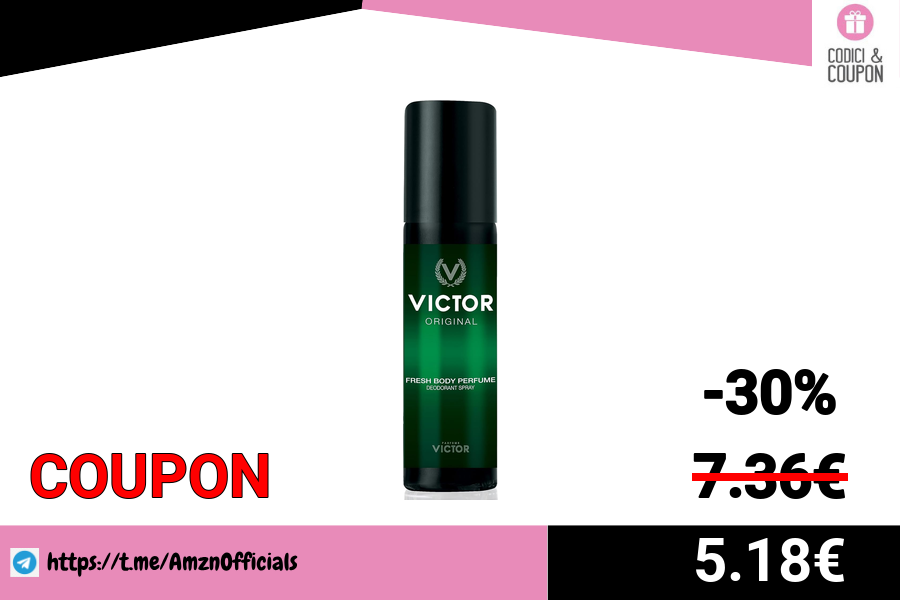 CODICI &
COUPON
V
VICTOR
ORIGINAL
FRESH BODY PERFUME
DEODORANT SPRAY
PARFUMS
VICTOR
-30%
COUPON
7.36€
https://t.me/AmznOfficials
5.18€